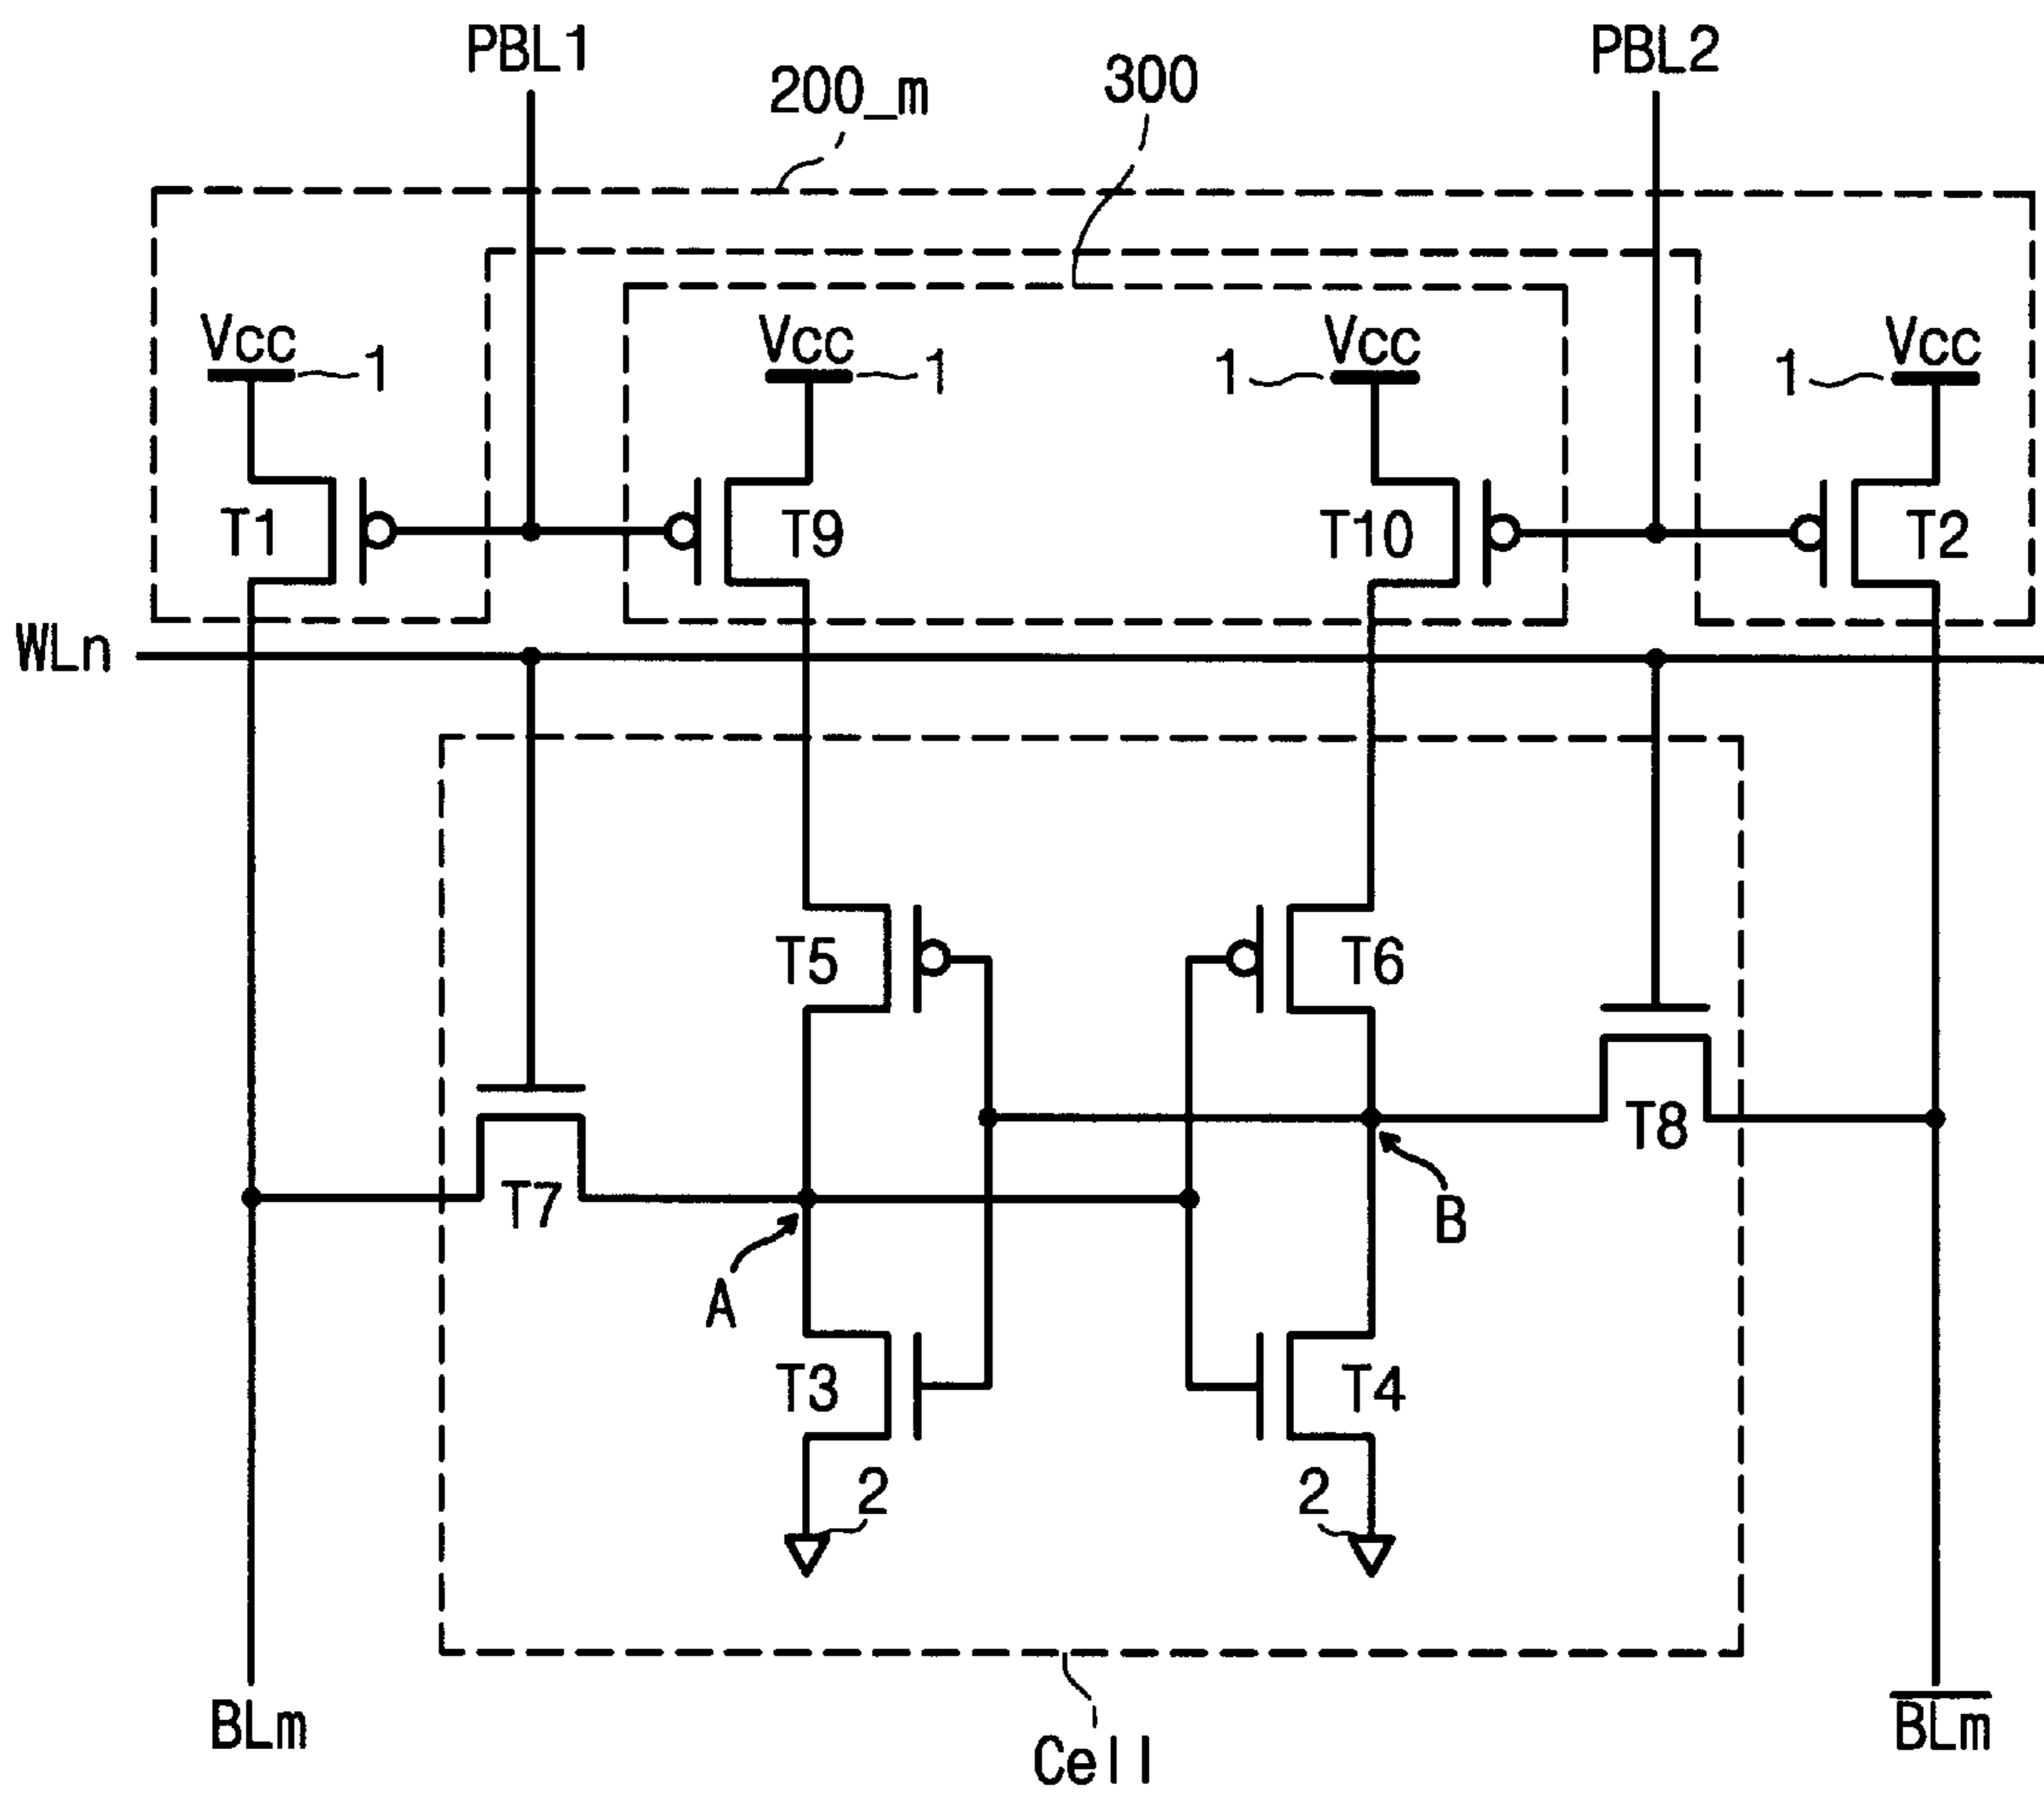 PBL1
PBL2
200_m
300
Vcc
1
Vcc
1
1
Vcc
1
Vcc
T1
T9
T10
T2
WLn
T5
T6
T7
T8
A
B
T3
T4
2
2
BLm
BLm
Cell